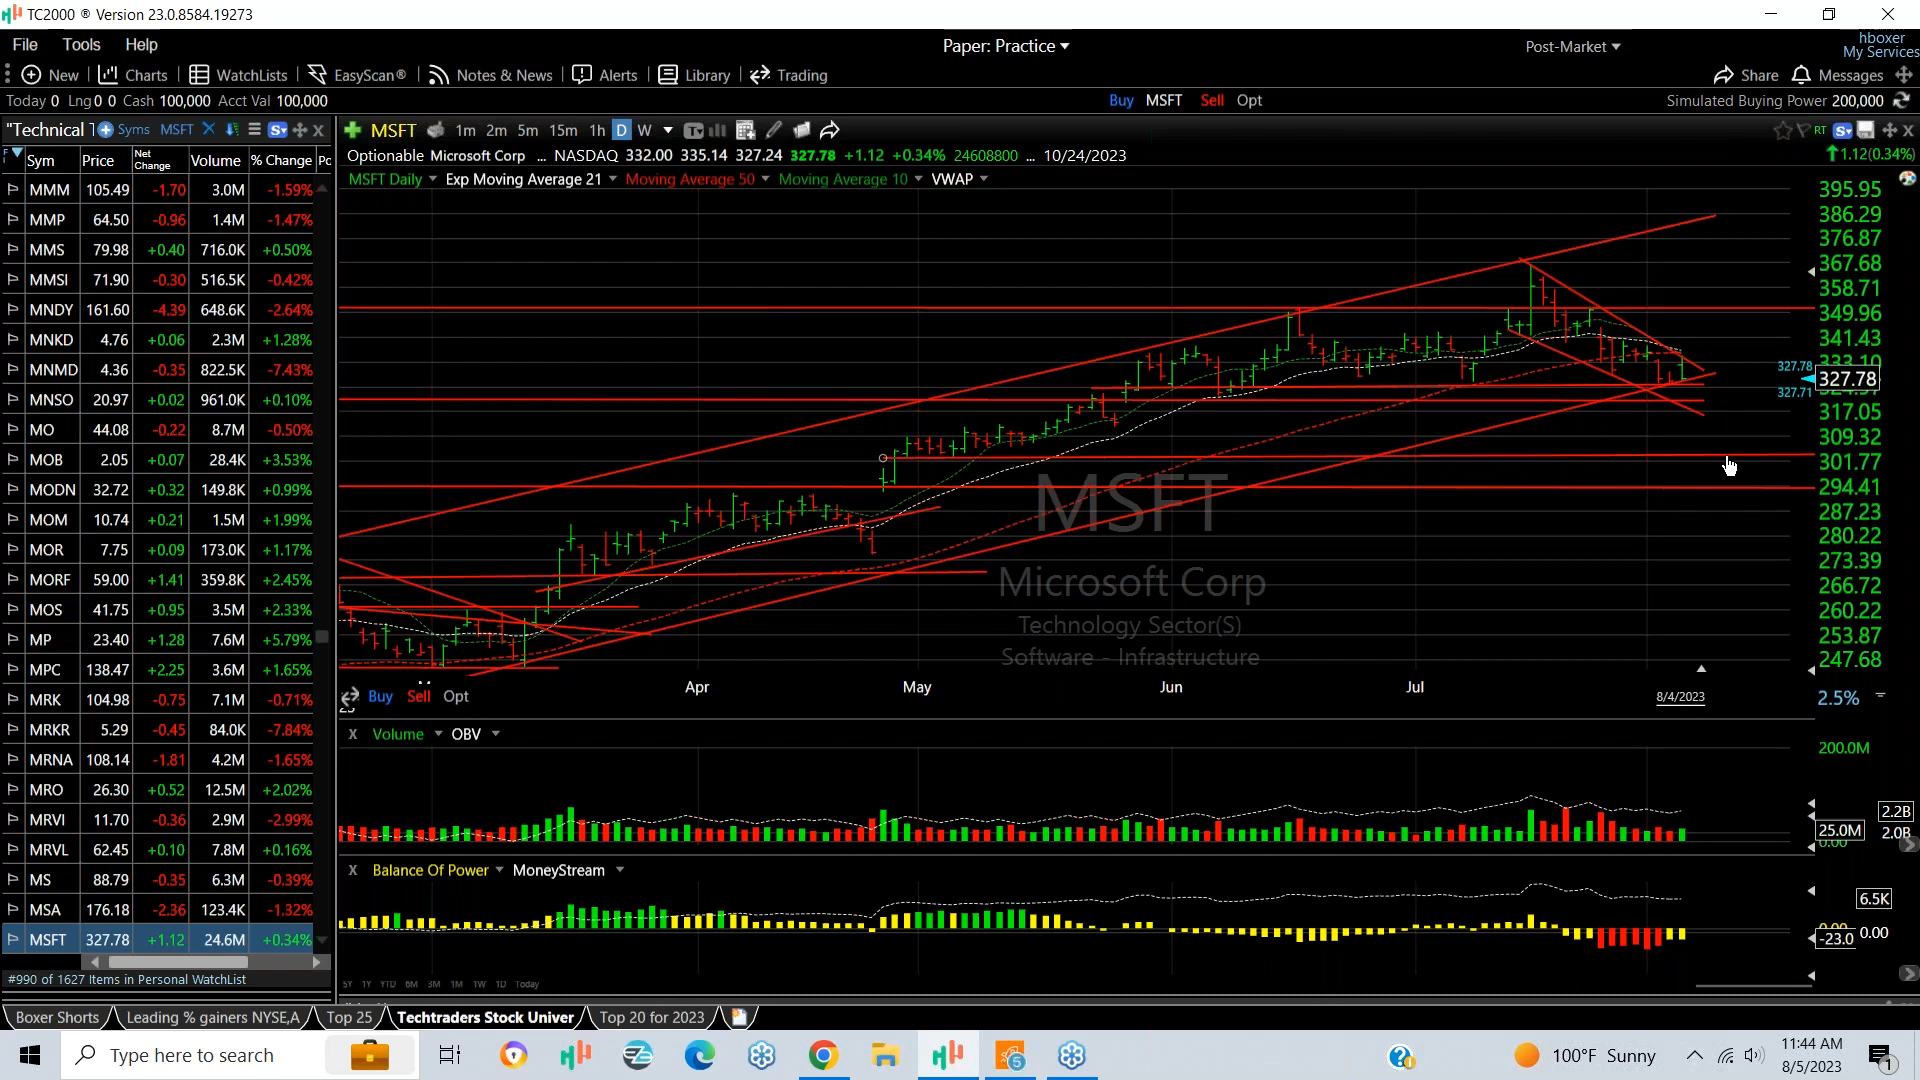 TC2000 ® Version 23.0.8584.19273
File Tools Help Paper: Practice Post-Market hboxer
My Services
New Charts WatchLists EasyScan® Notes & News Alerts Library Trading Share Messages
Today 0 Lng 0 0 Cash 100,000 Acct Val 100,000 Buy MSFT Sell Opt Simulated Buying Power 200,000
"Technical T Syms MSFT X MSFT 1m 2m 5m 15m 1h D W RT
Sym Price Net Change Volume % Change Pc
Optionable Microsoft Corp ... NASDAQ 332.00 335.14 327.24 327.78 +1.12 +0.34% 24608800 ... 10/24/2023 1.12(0.34%)
MSFT Daily Exp Moving Average 21 Moving Average 50 Moving Average 10 VWAP
MMM 105.49 -1.70 3.0M -1.59%
MMP 64.50 -0.96 1.4M -1.47%
MMS 79.98 +0.40 716.0K +0.50%
MMSI 71.90 -0.30 516.5K -0.42%
MNDY 161.60 -4.39 648.6K -2.64%
MNKD 4.76 +0.06 2.3M +1.28%
MNMD 4.36 -0.35 822.5K -7.43%
MNSO 20.97 +0.02 961.0K +0.10%
MO 44.08 -0.22 8.7M -0.50%
MOB 2.05 +0.07 28.4K +3.53%
MODN 32.72 +0.32 149.8K +0.99%
MOM 10.74 +0.21 1.5M +1.99%
MOR 7.75 +0.09 173.0K +1.17%
MORF 59.00 +1.41 359.8K +2.45%
MOS 41.75 +0.95 3.5M +2.33%
MP 23.40 +1.28 7.6M +5.79%
MPC 138.47 +2.25 3.6M +1.65%
MRK 104.98 -0.75 7.1M -0.71%
MRKR 5.29 -0.45 84.0K -7.84%
MRNA 108.14 -1.81 4.2M -1.65%
MRO 26.30 +0.52 12.5M +2.02%
MRVI 11.70 -0.36 2.9M -2.99%
MRVL 62.45 +0.10 7.8M +0.16%
MS 88.79 -0.35 6.3M -0.39%
MSA 176.18 -2.36 123.4K -1.32%
MSFT 327.78 +1.12 24.6M +0.34%
#990 of 1627 Items in Personal WatchList
395.95
386.29
376.87
367.68
358.71
349.96
341.43
333.10
327.78
327.78
327.71
317.05
309.32
301.77
294.41
287.23
280.22
273.39
266.72
260.22
253.87
247.68
MSFT
Microsoft Corp
Technology Sector(S)
Software - Infrastructure
Apr May Jun Jul 8/4/2023
Buy Sell Opt 2.5%
X Volume OBV
200.0M
2.2B
25.0M 2.0B
0.00
X Balance Of Power MoneyStream
6.5K
-23.0 0.00
5Y 1Y YTD 6M 3M 1M 1W 1D Today
Boxer Shorts Leading % gainers NYSE,A Top 25 Techtraders Stock Univer Top 20 for 2023
Type here to search 5 100°F Sunny 11:44 AM
8/5/2023 1